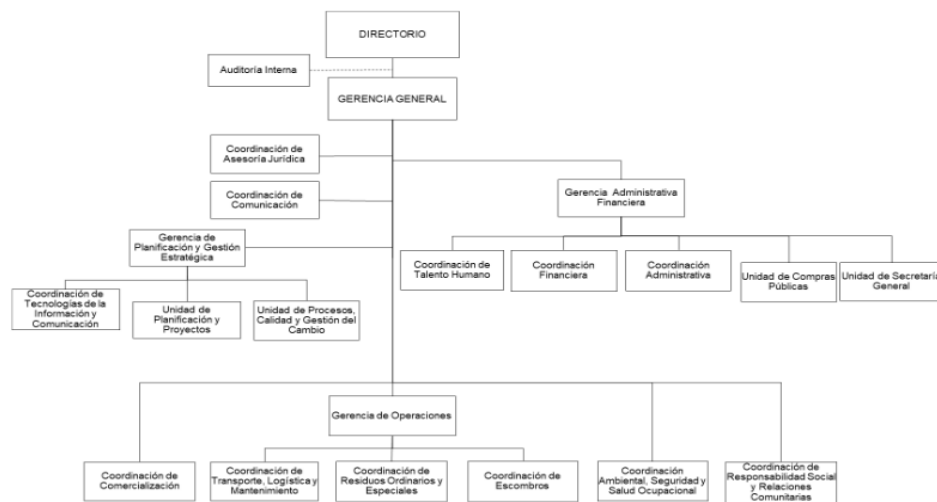 DIRECTORIO
Auditoría Interna
GERENCIA GENERAL
Coordinación de
Asesoría Jurídica
Coordinación de
Comunicación
Gerencia Administrativa
Financiera
Gerencia de
Planificación y Gestión
Estratégica
Coordinación de
Talento Humano
Coordinación
Financiera
Coordinación
Administrativa
Unidad de Compras
Públicas
Unidad de Secretaría
General
Coordinación de
Tecnologías de la
Información y
Comunicación
Unidad de
Planificación y
Proyectos
Unidad de Procesos,
Calidad y Gestión del
Cambio
Gerencia de Operaciones
Coordinación de
Comercialización
Coordinación de
Transporte, Logística y
Mantenimiento
Coordinación de
Residuos Ordinarios y
Especiales
Coordinación de
Escombros
Coordinación
Ambiental, Seguridad y
Salud Ocupacional
Coordinación de
Responsabilidad Social
y Relaciones
Comunitarias